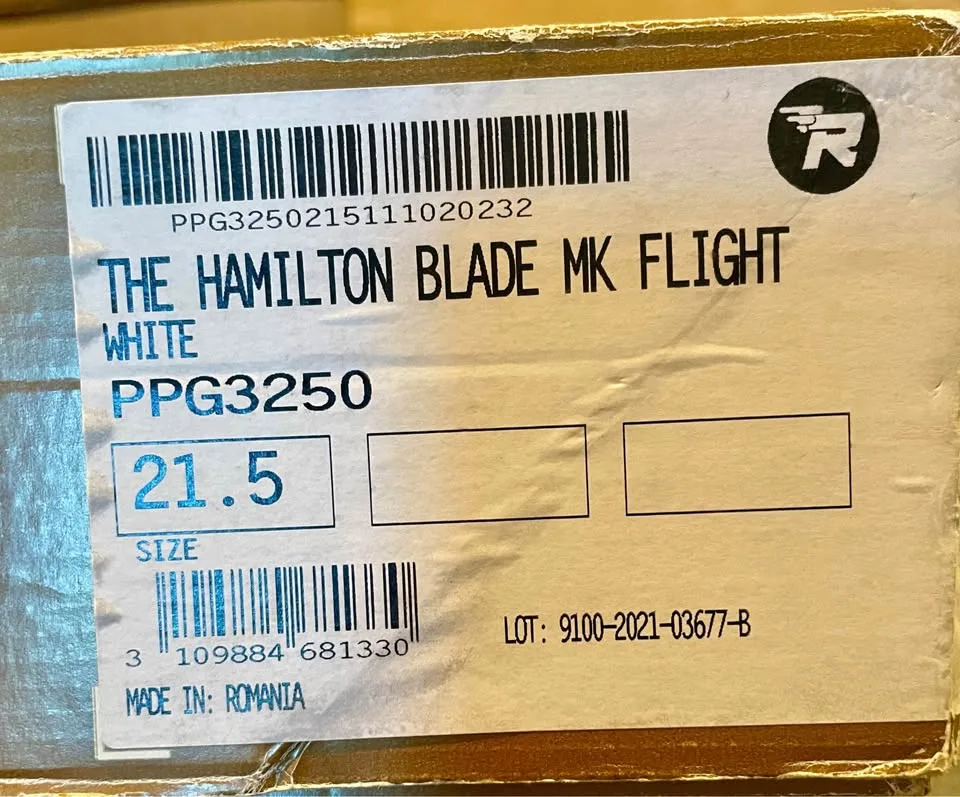 R
PPG3250215111020232
THE HAMILTON BLADE MK FLIGHT
WHITE
PPG3250
21.5
SIZE
3 109884 681330
LOT: 9100-2021-03677-B
MADE IN: ROMANIA